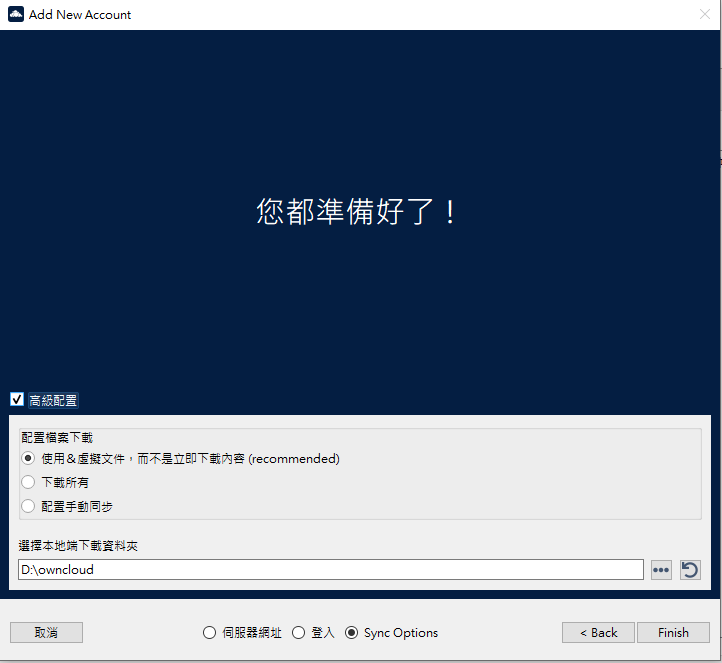 Add New Account
您都準備好了！
高級配置
配置檔案下載
使用＆虛擬文件，而不是立即下載內容 (recommended)
下載所有
配置手動同步
選擇本地端下載資料夾
D:\owncloud
取消 伺服器網址 登入 Sync Options < Back Finish